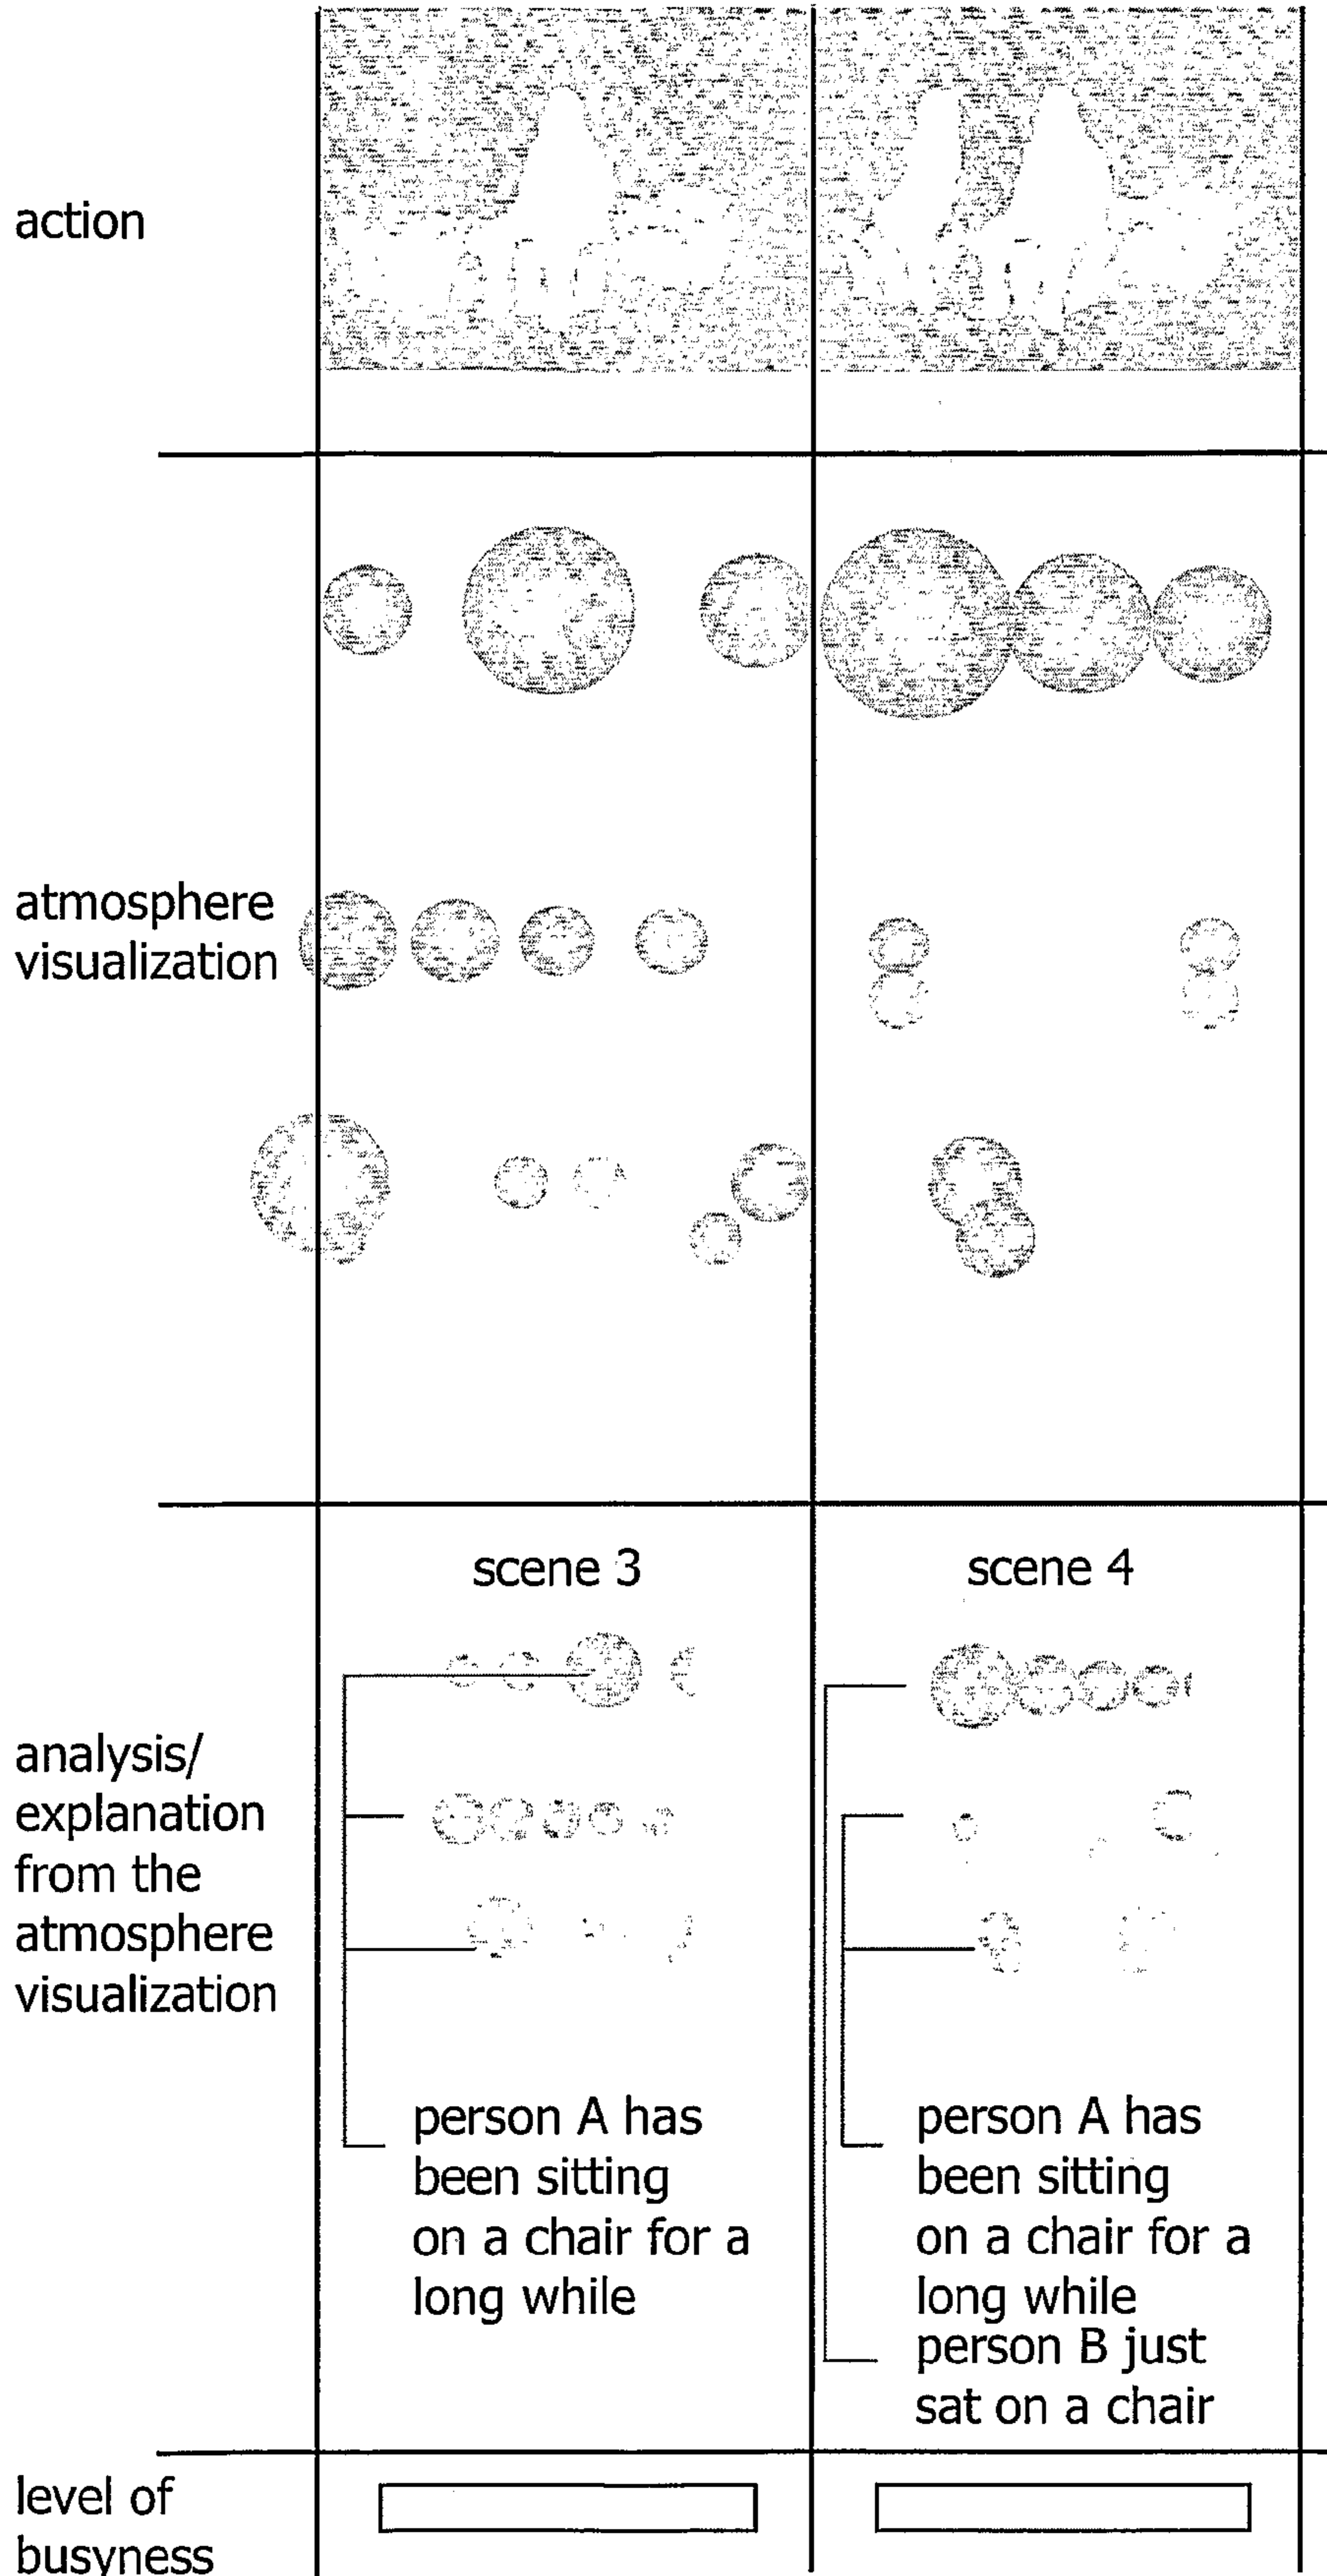 action
atmosphere
visualization
scene 3
scene 4
analysis/
explanation
from the
atmosphere
visualization
person A has
been sitting
on a chair for a
long while
person A has
been sitting
on a chair for a
long while
person B just
sat on a chair
level of
busyness